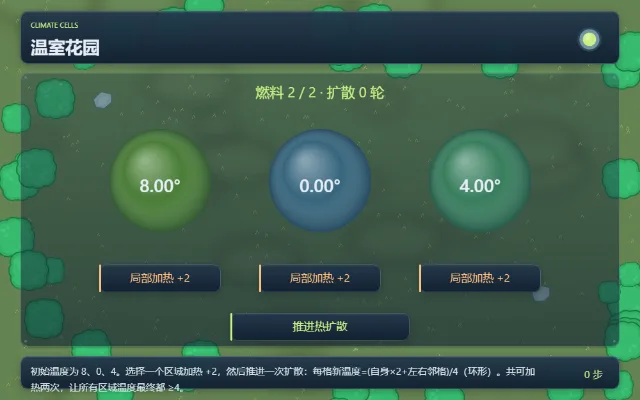 CLIMATE CELLS
温室花园
燃料 2 / 2 · 扩散 0 轮
8.00° 0.00° 4.00°
局部加热 +2 局部加热 +2 局部加热 +2
推进热扩散
初始温度为 8、0、4。选择一个区域加热 +2，然后推进一次扩散：每格新温度=(自身×2+左右邻格)/4（环形）。共可加
热两次，让所有区域温度最终都 ≥4。
0 步